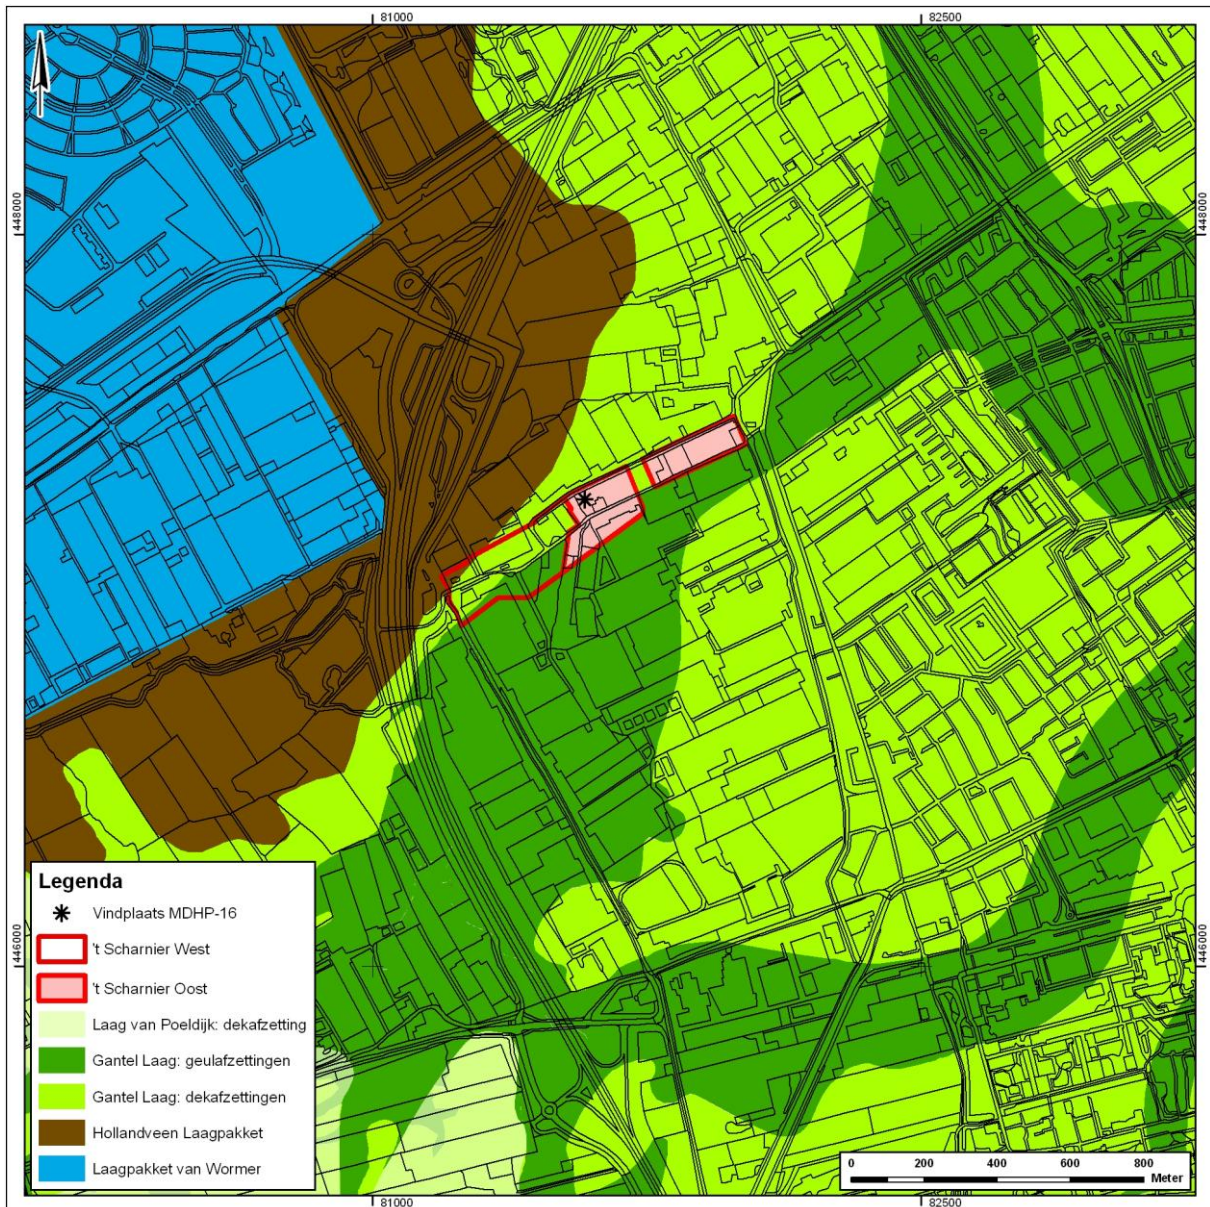 81000
82500
448000
448000
Legenda
Vindplaats MDHP-16
't Scharnier West
't Scharnier Oost
Laag van Poeldijk: dekafzetting
Gantel Laag: geulafzettingen
Gantel Laag: dekafzettingen
Hollandveen Laagpakket
Laagpakket van Wormer
446000
446000
0 200 400 600 800
Meter
81000
82500